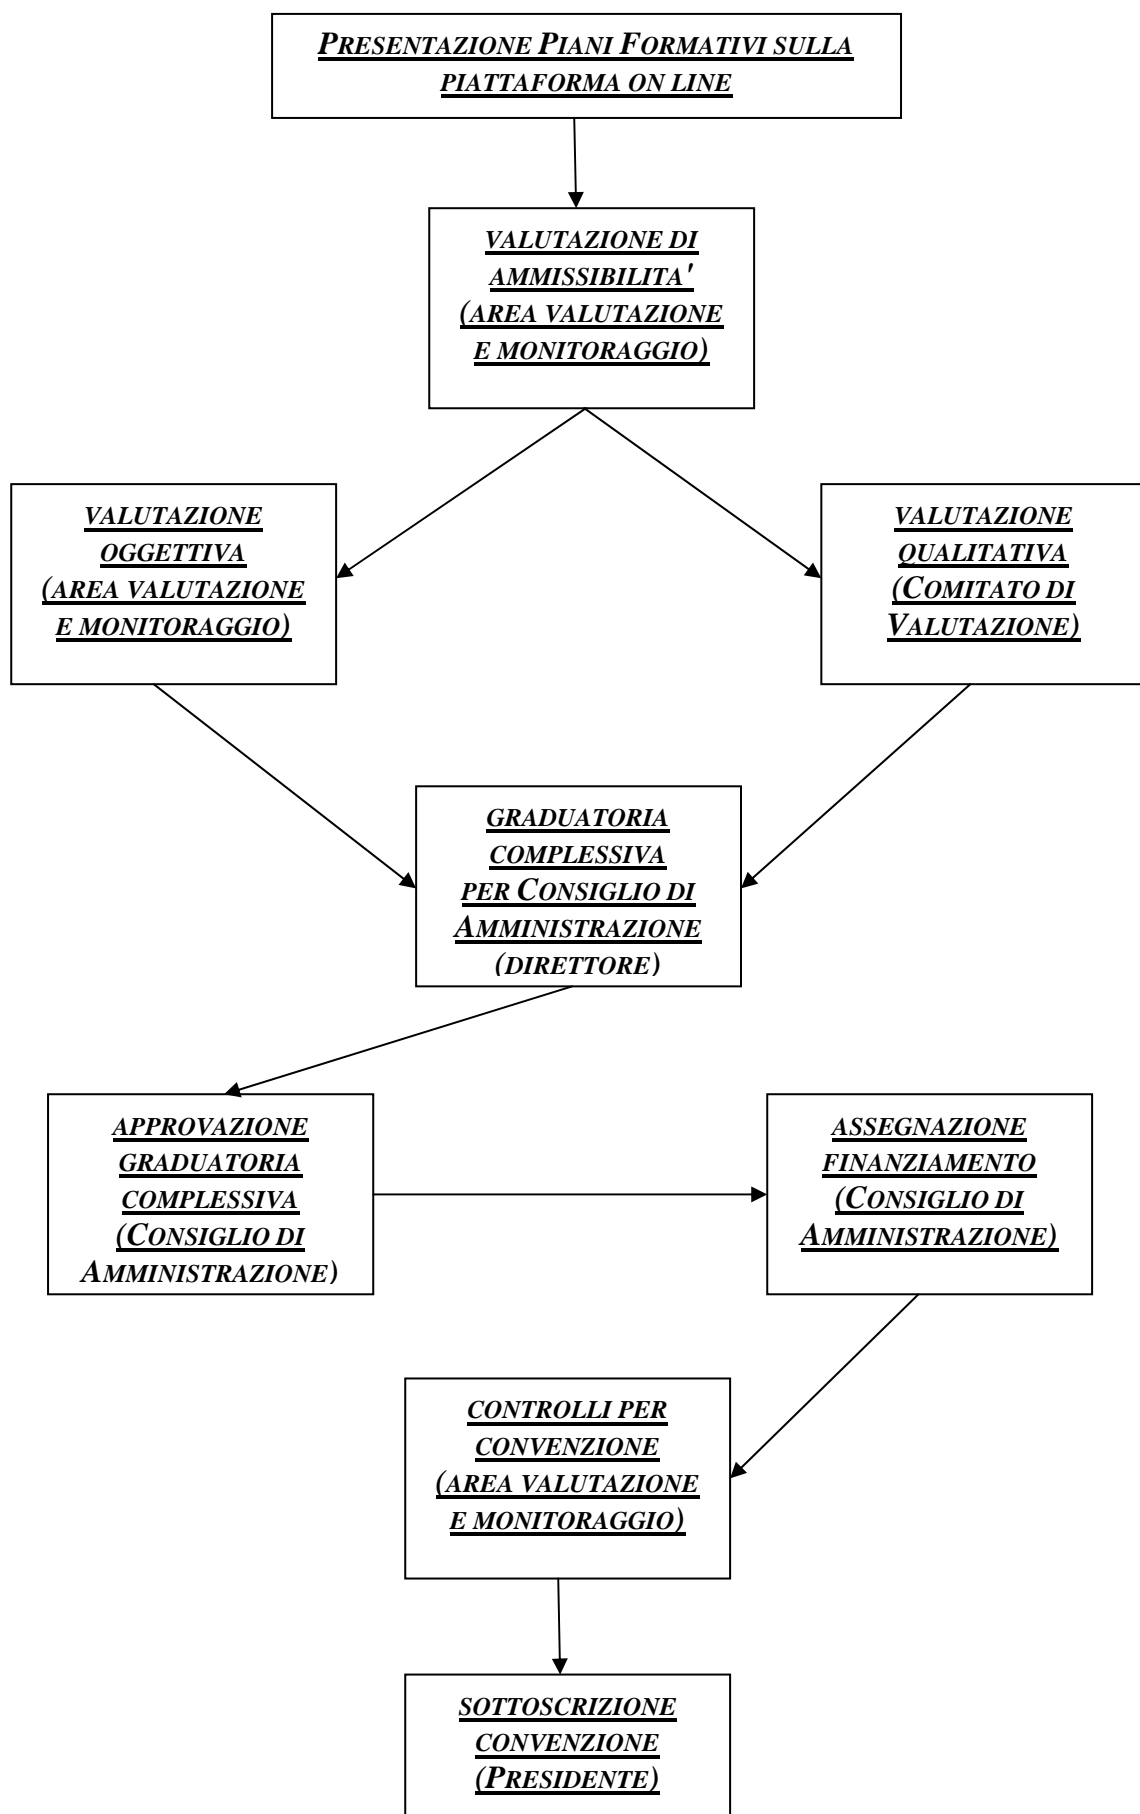 Presentazione Piani Formativi sulla
piattaforma on line
valutazione di
ammissibilita'
(area valutazione
e monitoraggio)
valutazione
oggettiva
(area valutazione
e monitoraggio)
valutazione
qualitativa
(Comitato di
Valutazione)
graduatoria
complessiva
per Consiglio di
Amministrazione
(direttore)
approvazione
graduatoria
complessiva
(Consiglio di
Amministrazione)
assegnazione
finanziamento
(Consiglio di
Amministrazione)
controlli per
convenzione
(area valutazione
e monitoraggio)
sottoscrizione
convenzione
(Presidente)